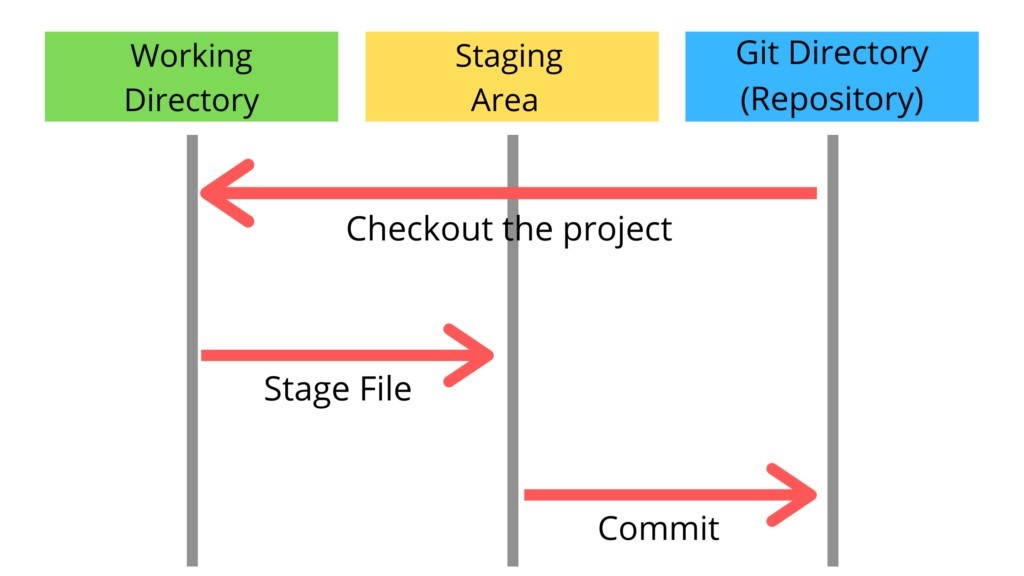 Working
Directory
Staging
Area
Git Directory
(Repository)
Checkout the project
Stage File
Commit